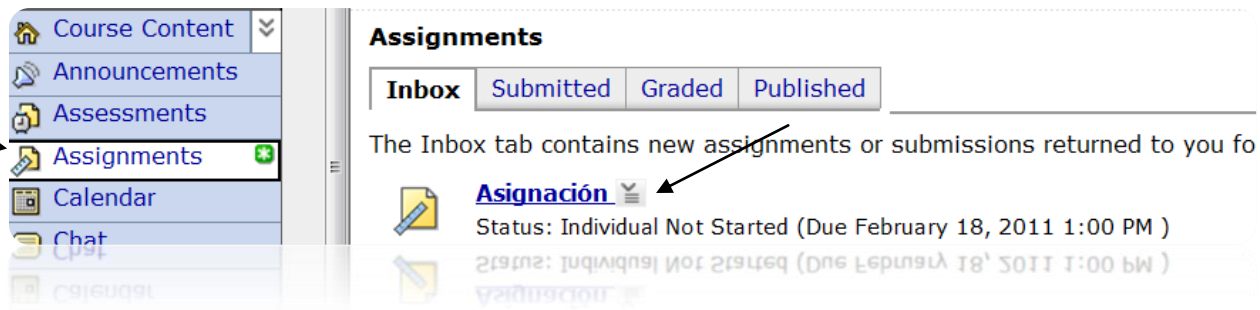 Course Content
Announcements
Assessments
Assignments
Calendar
Chat
Assignments
Inbox Submitted Graded Published
The Inbox tab contains new assignments or submissions returned to you fo
Asignación
Status: Individual Not Started (Due February 18, 2011 1:00 PM )